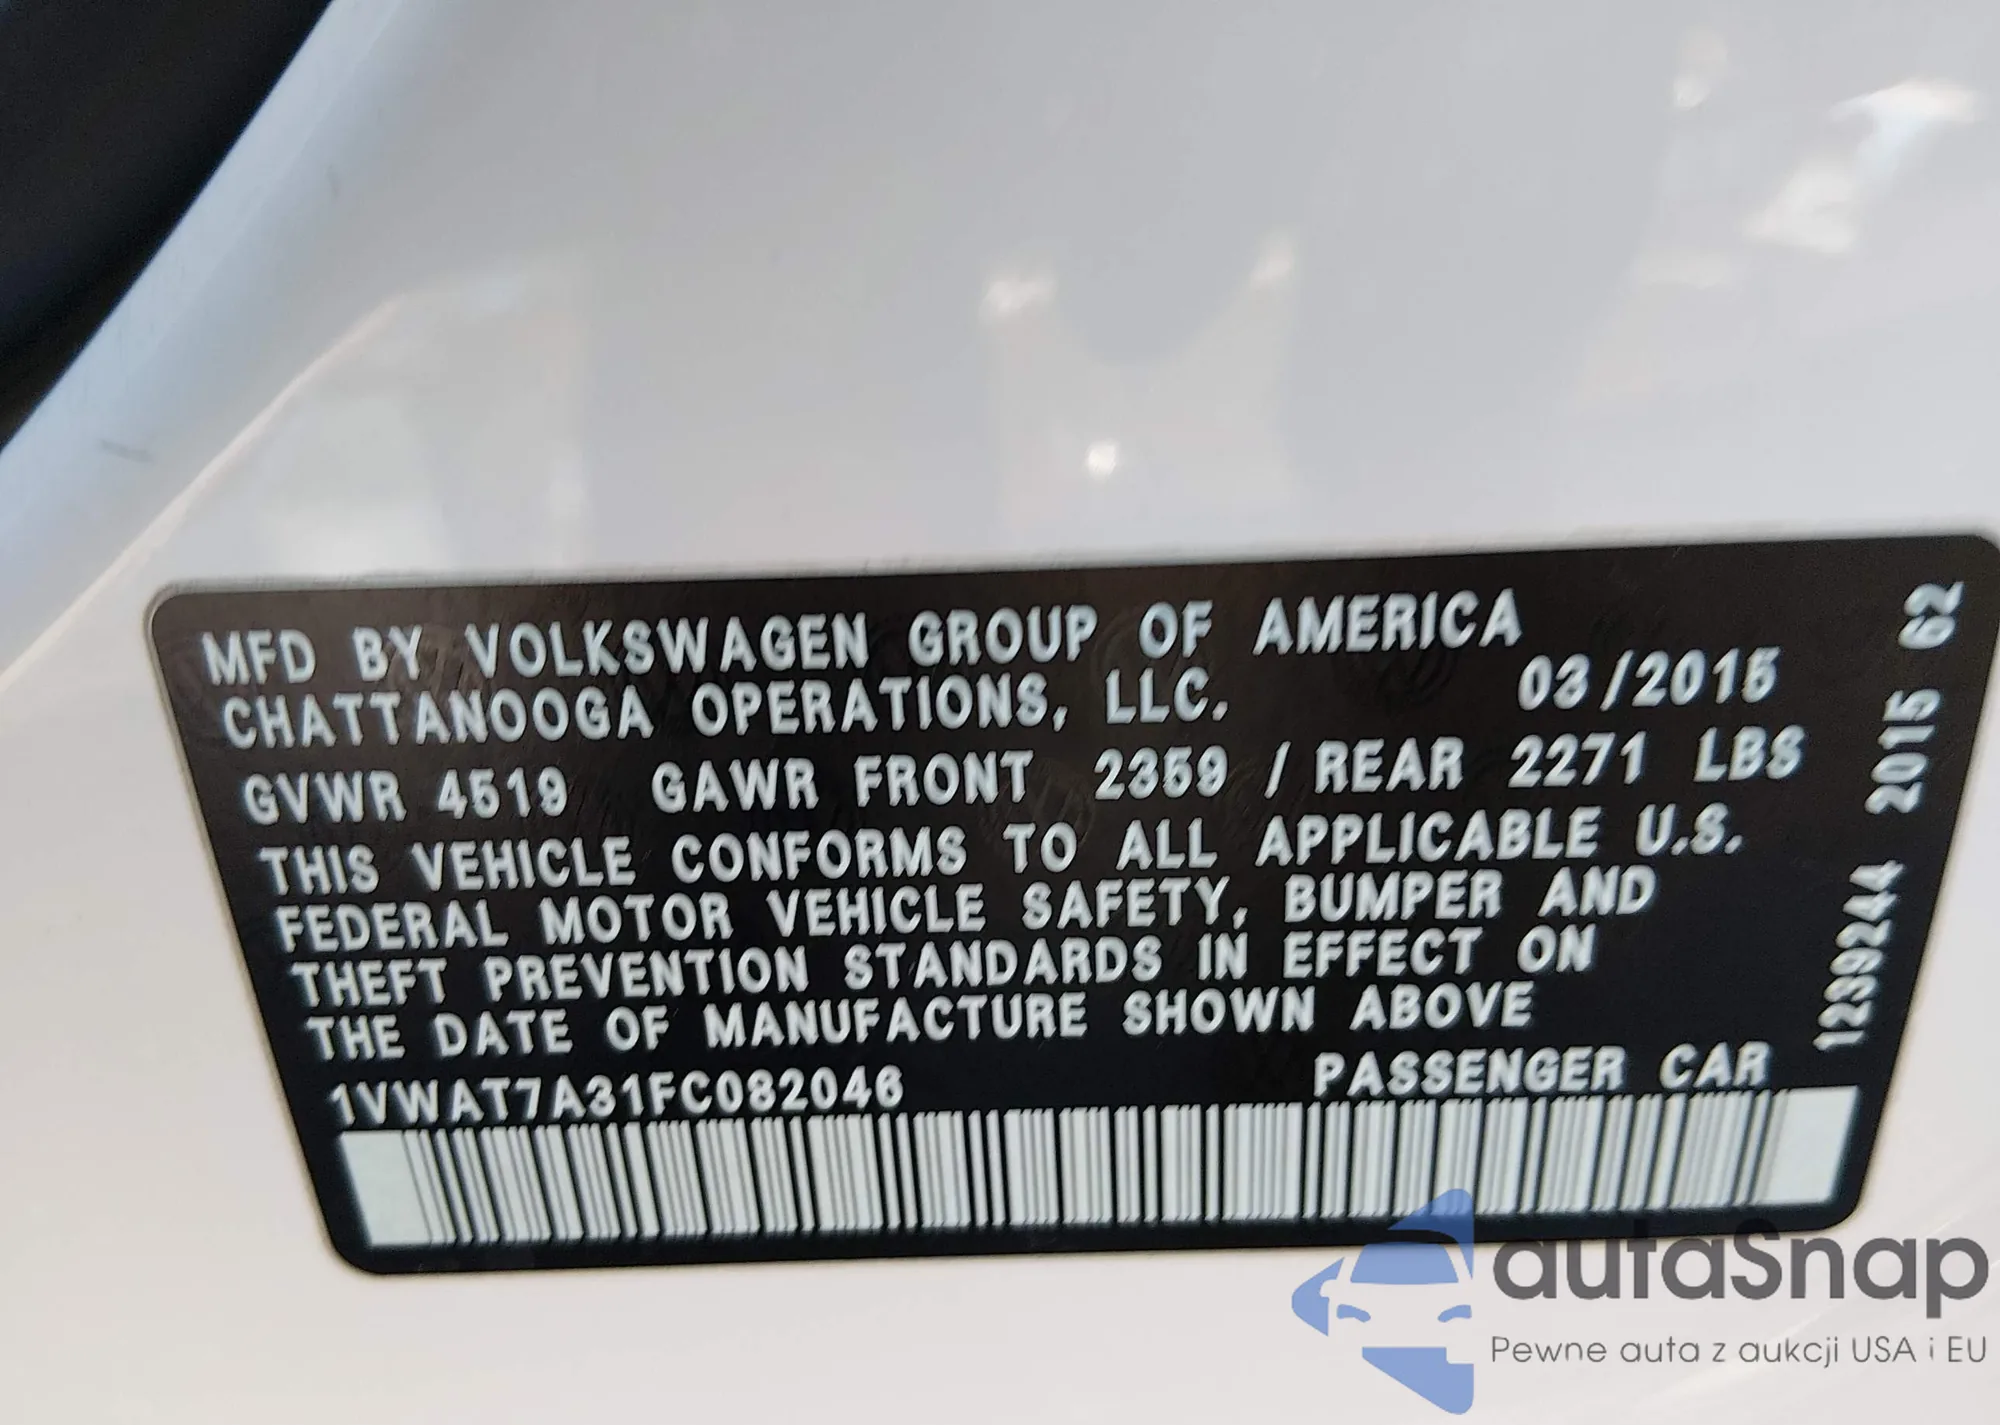 MFD BY VOLKSWAGEN GROUP OF AMERICA
CHATTANOOGA OPERATIONS, LLC. 03/2015
GVWR 4519 GAWR FRONT 2359 / REAR 2271 LBS
THIS VEHICLE CONFORMS TO ALL APPLICABLE U.S.
FEDERAL MOTOR VEHICLE SAFETY, BUMPER AND
THEFT PREVENTION STANDARDS IN EFFECT ON
THE DATE OF MANUFACTURE SHOWN ABOVE
1VWAT7A31FC082046 PASSENGER CAR
1239244 2015 62
autaSnap
Pewne auta z aukcji USA i EU